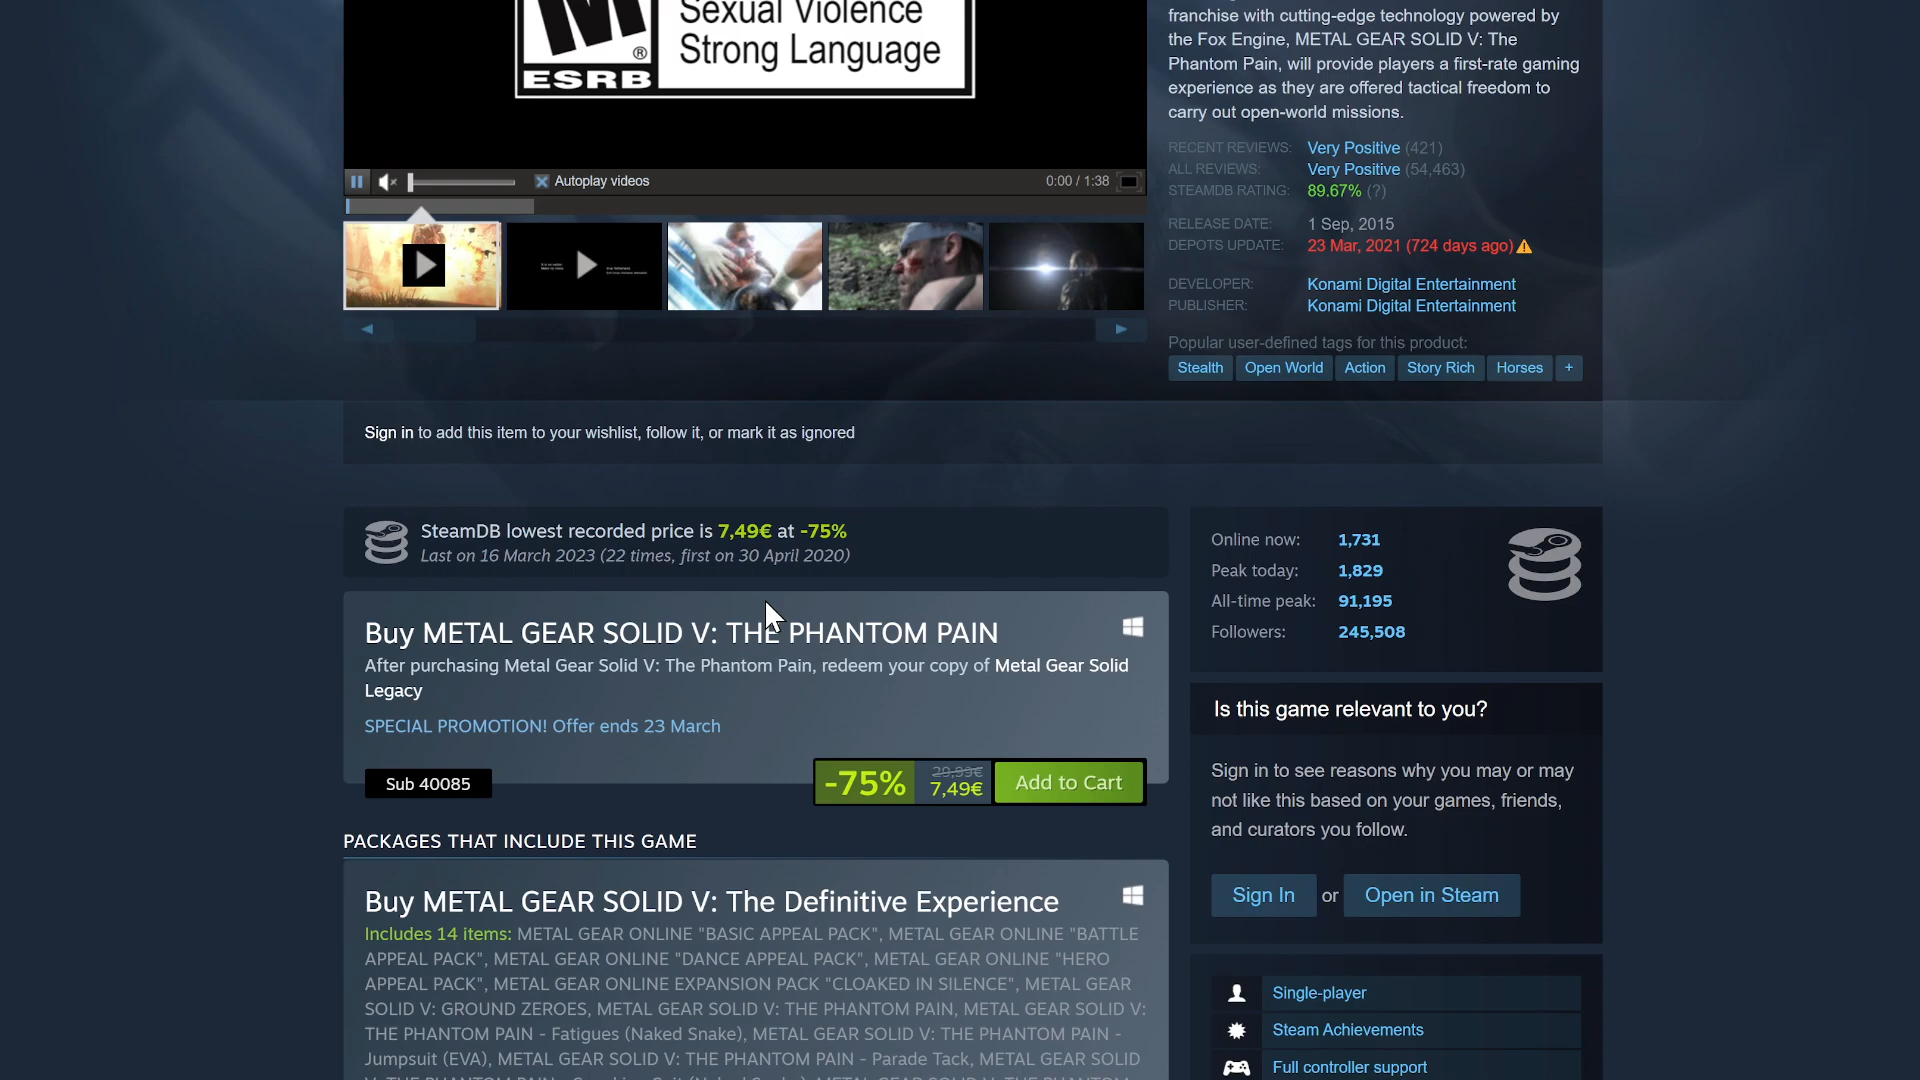 Sexual Violence
Strong Language
ESRB
Autoplay videos
0:00 / 1:38
franchise with cutting-edge technology powered by
the Fox Engine, METAL GEAR SOLID V: The
Phantom Pain, will provide players a first-rate gaming
experience as they are offered tactical freedom to
carry out open-world missions.
RECENT REVIEWS: Very Positive (421)
ALL REVIEWS: Very Positive (54,463)
STEAMDB RATING: 89.67% (?)
RELEASE DATE: 1 Sep, 2015
DEPOTS UPDATE: 23 Mar, 2021 (724 days ago)
DEVELOPER: Konami Digital Entertainment
PUBLISHER: Konami Digital Entertainment
Popular user-defined tags for this product:
Stealth Open World Action Story Rich Horses +
Sign in to add this item to your wishlist, follow it, or mark it as ignored
SteamDB lowest recorded price is 7,49€ at -75%
Last on 16 March 2023 (22 times, first on 30 April 2020)
Buy METAL GEAR SOLID V: THE PHANTOM PAIN
After purchasing Metal Gear Solid V: The Phantom Pain, redeem your copy of Metal Gear Solid
Legacy
SPECIAL PROMOTION! Offer ends 23 March
Sub 40085
-75% 29,99€ 7,49€ Add to Cart
PACKAGES THAT INCLUDE THIS GAME
Buy METAL GEAR SOLID V: The Definitive Experience
Includes 14 items: METAL GEAR ONLINE "BASIC APPEAL PACK", METAL GEAR ONLINE "BATTLE
APPEAL PACK", METAL GEAR ONLINE "DANCE APPEAL PACK", METAL GEAR ONLINE "HERO
APPEAL PACK", METAL GEAR ONLINE EXPANSION PACK "CLOAKED IN SILENCE", METAL GEAR
SOLID V: GROUND ZEROES, METAL GEAR SOLID V: THE PHANTOM PAIN, METAL GEAR SOLID V:
THE PHANTOM PAIN - Fatigues (Naked Snake), METAL GEAR SOLID V: THE PHANTOM PAIN -
Jumpsuit (EVA), METAL GEAR SOLID V: THE PHANTOM PAIN - Parade Tack, METAL GEAR SOLID
Online now: 1,731
Peak today: 1,829
All-time peak: 91,195
Followers: 245,508
Is this game relevant to you?
Sign in to see reasons why you may or may
not like this based on your games, friends,
and curators you follow.
Sign In or Open in Steam
Single-player
Steam Achievements
Full controller support